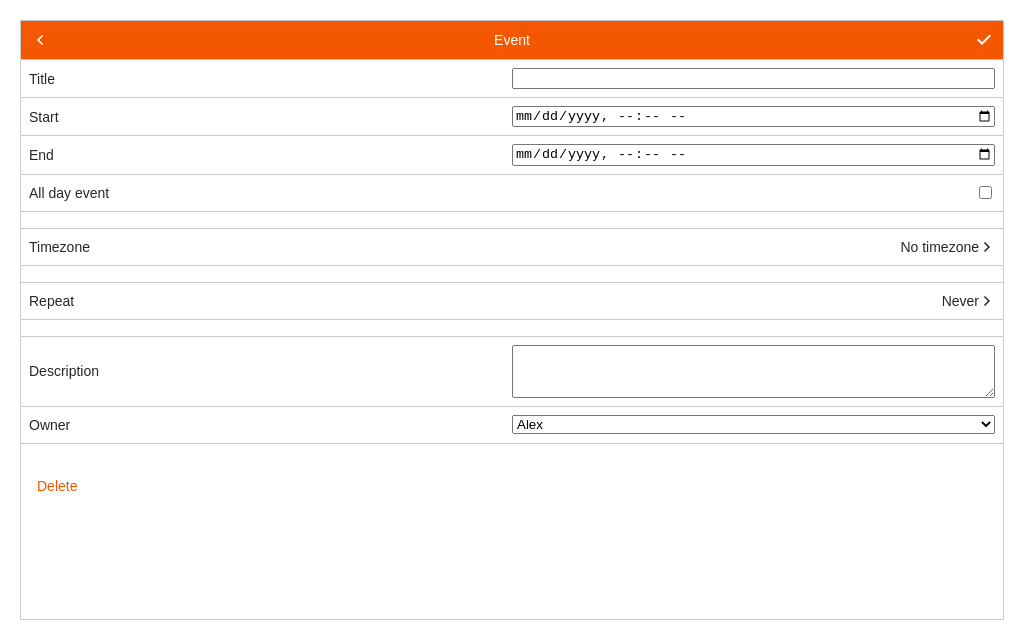 Event
Title
Start mm/dd/yyyy, --:-- --
End mm/dd/yyyy, --:-- --
All day event
Timezone No timezone
Repeat Never
Description
Owner Alex
Delete